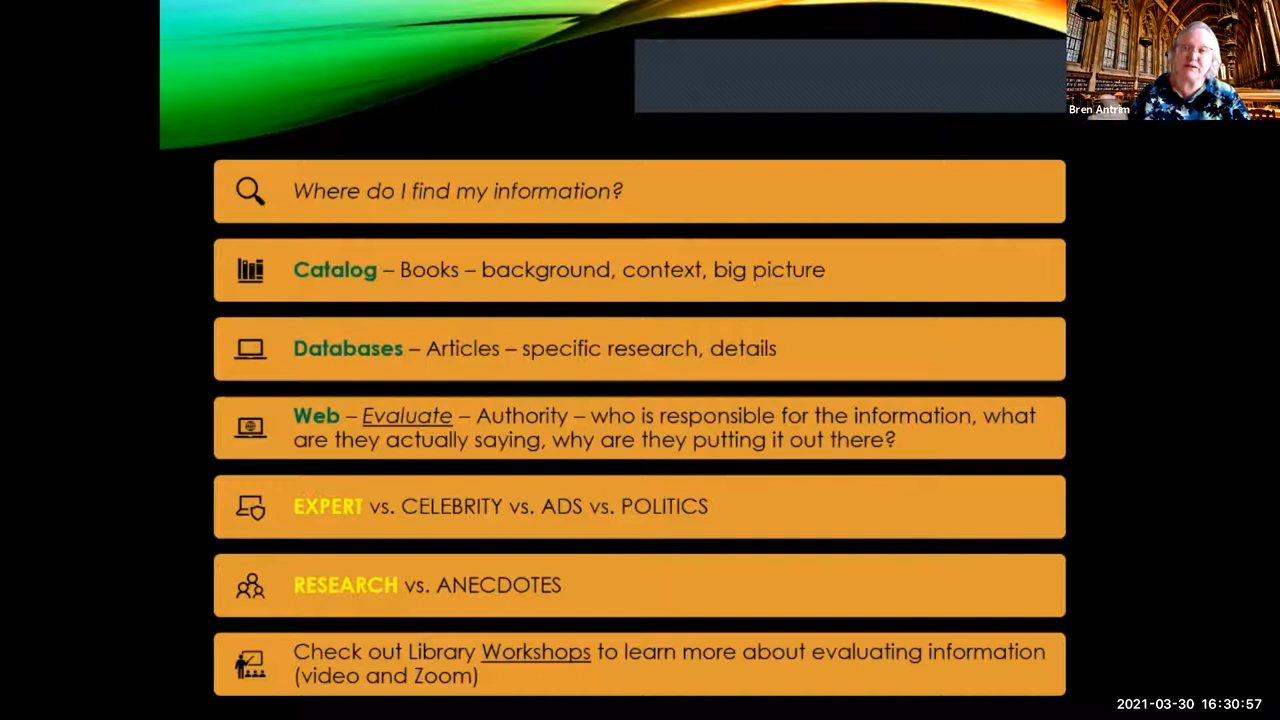 Bren Antrim
Where do I find my information?
Catalog – Books – background, context, big picture
Databases – Articles – specific research, details
Web – Evaluate – Authority – who is responsible for the information, what
are they actually saying, why are they putting it out there?
EXPERT vs. CELEBRITY vs. ADS vs. POLITICS
RESEARCH vs. ANECDOTES
Check out Library Workshops to learn more about evaluating information
(video and Zoom)
2021-03-30 16:30:57